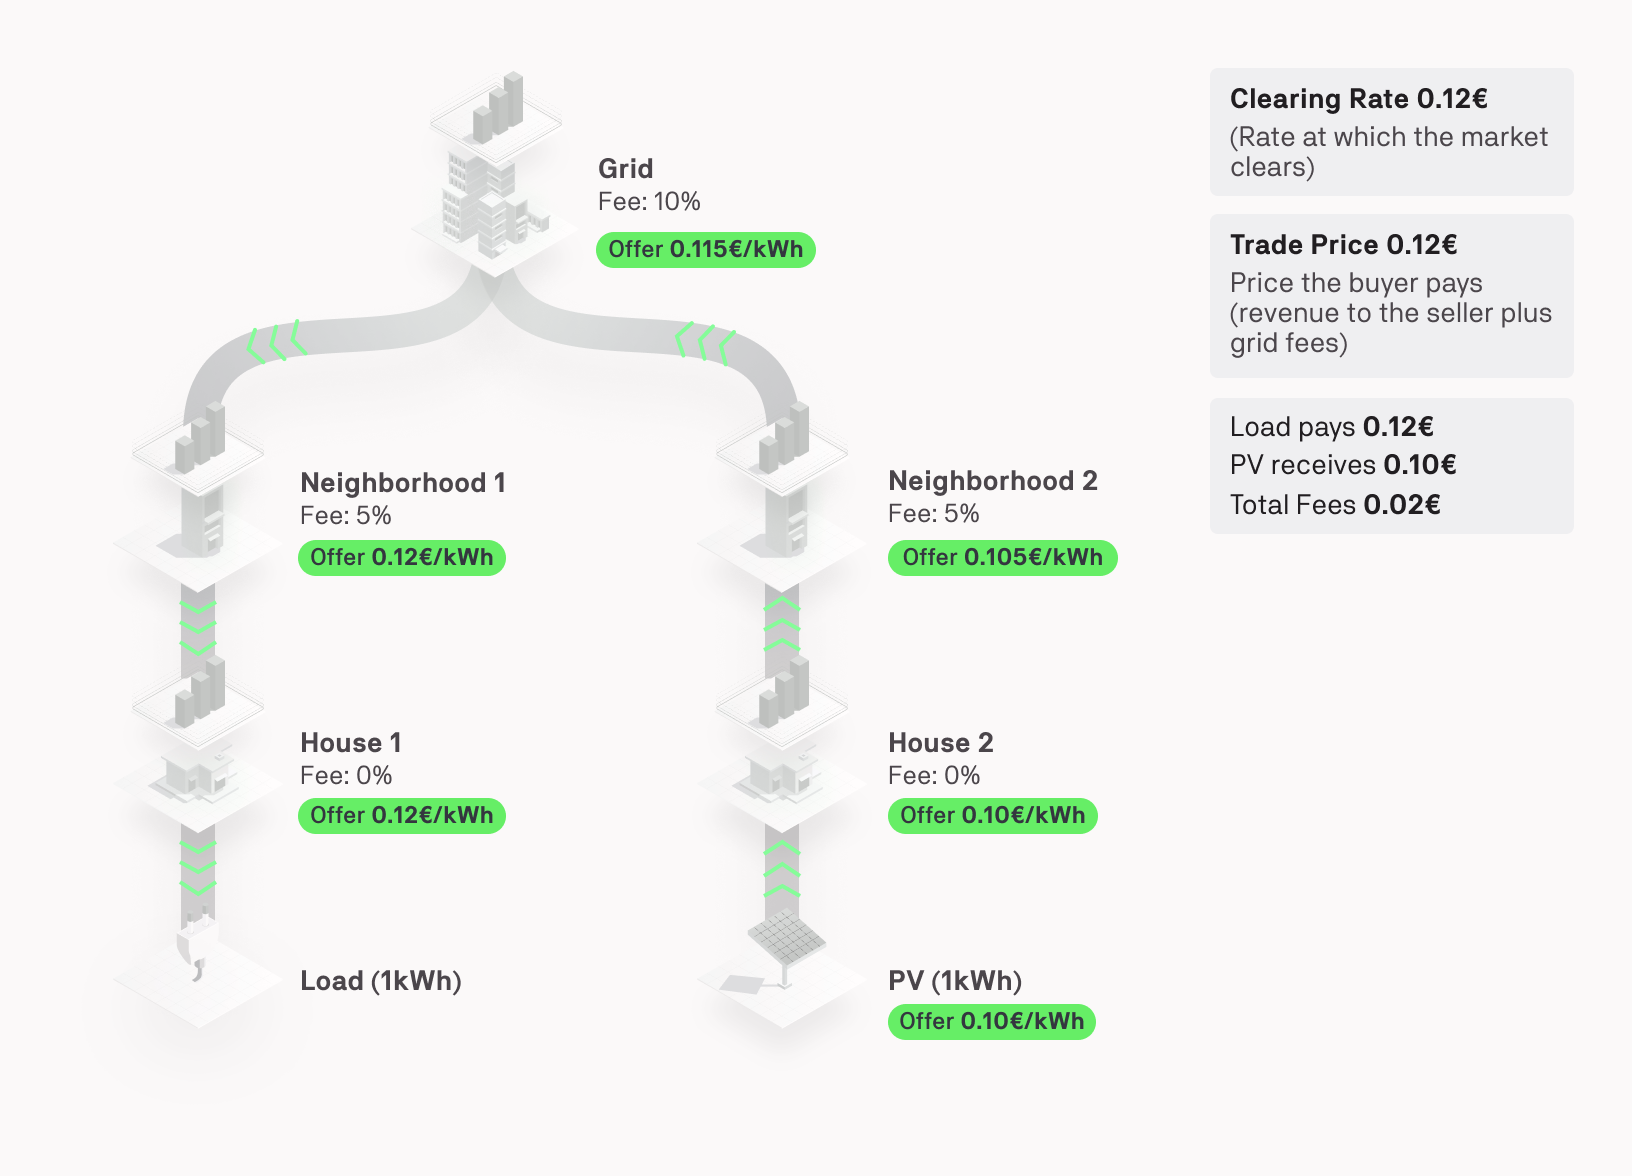 Grid
Fee: 10%
Offer 0.115€/kWh
Neighborhood 1
Fee: 5%
Offer 0.12€/kWh
Neighborhood 2
Fee: 5%
Offer 0.105€/kWh
House 1
Fee: 0%
Offer 0.12€/kWh
House 2
Fee: 0%
Offer 0.10€/kWh
Load (1kWh)
PV (1kWh)
Offer 0.10€/kWh
Clearing Rate 0.12€
(Rate at which the market
clears)
Trade Price 0.12€
Price the buyer pays
(revenue to the seller plus
grid fees)
Load pays 0.12€
PV receives 0.10€
Total Fees 0.02€